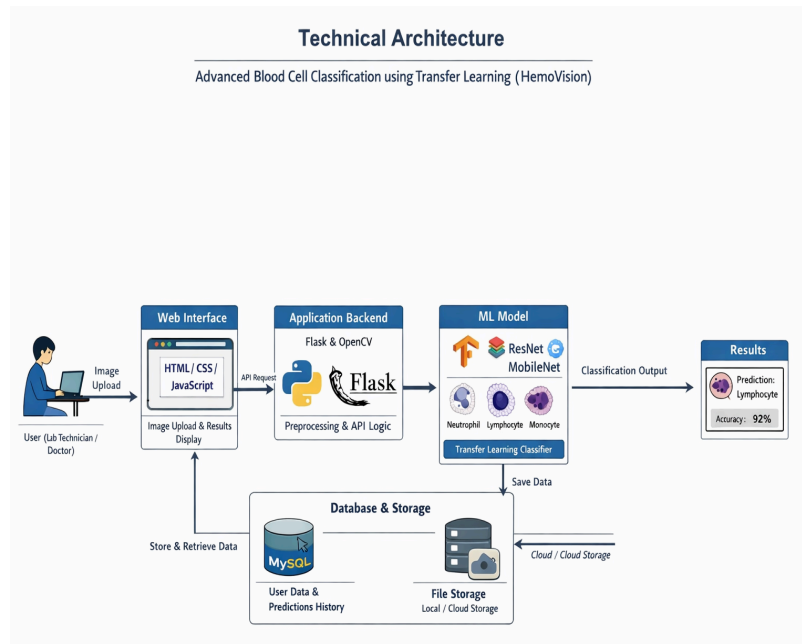 Technical Architecture
Advanced Blood Cell Classification using Transfer Learning (HemoVision)
User (Lab Technician /
Doctor)
Image
Upload
Web Interface
HTML / CSS /
JavaScript
Image Upload & Results
Display
API Request
Application Backend
Flask & OpenCV
Flask
Preprocessing & API Logic
ML Model
ResNet
MobileNet
Neutrophil Lymphocyte Monocyte
Transfer Learning Classifier
Classification Output
Results
Prediction:
Lymphocyte
Accuracy: 92%
Save Data
Store & Retrieve Data
Database & Storage
MySQL
User Data &
Predictions History
File Storage
Local / Cloud Storage
Cloud / Cloud Storage